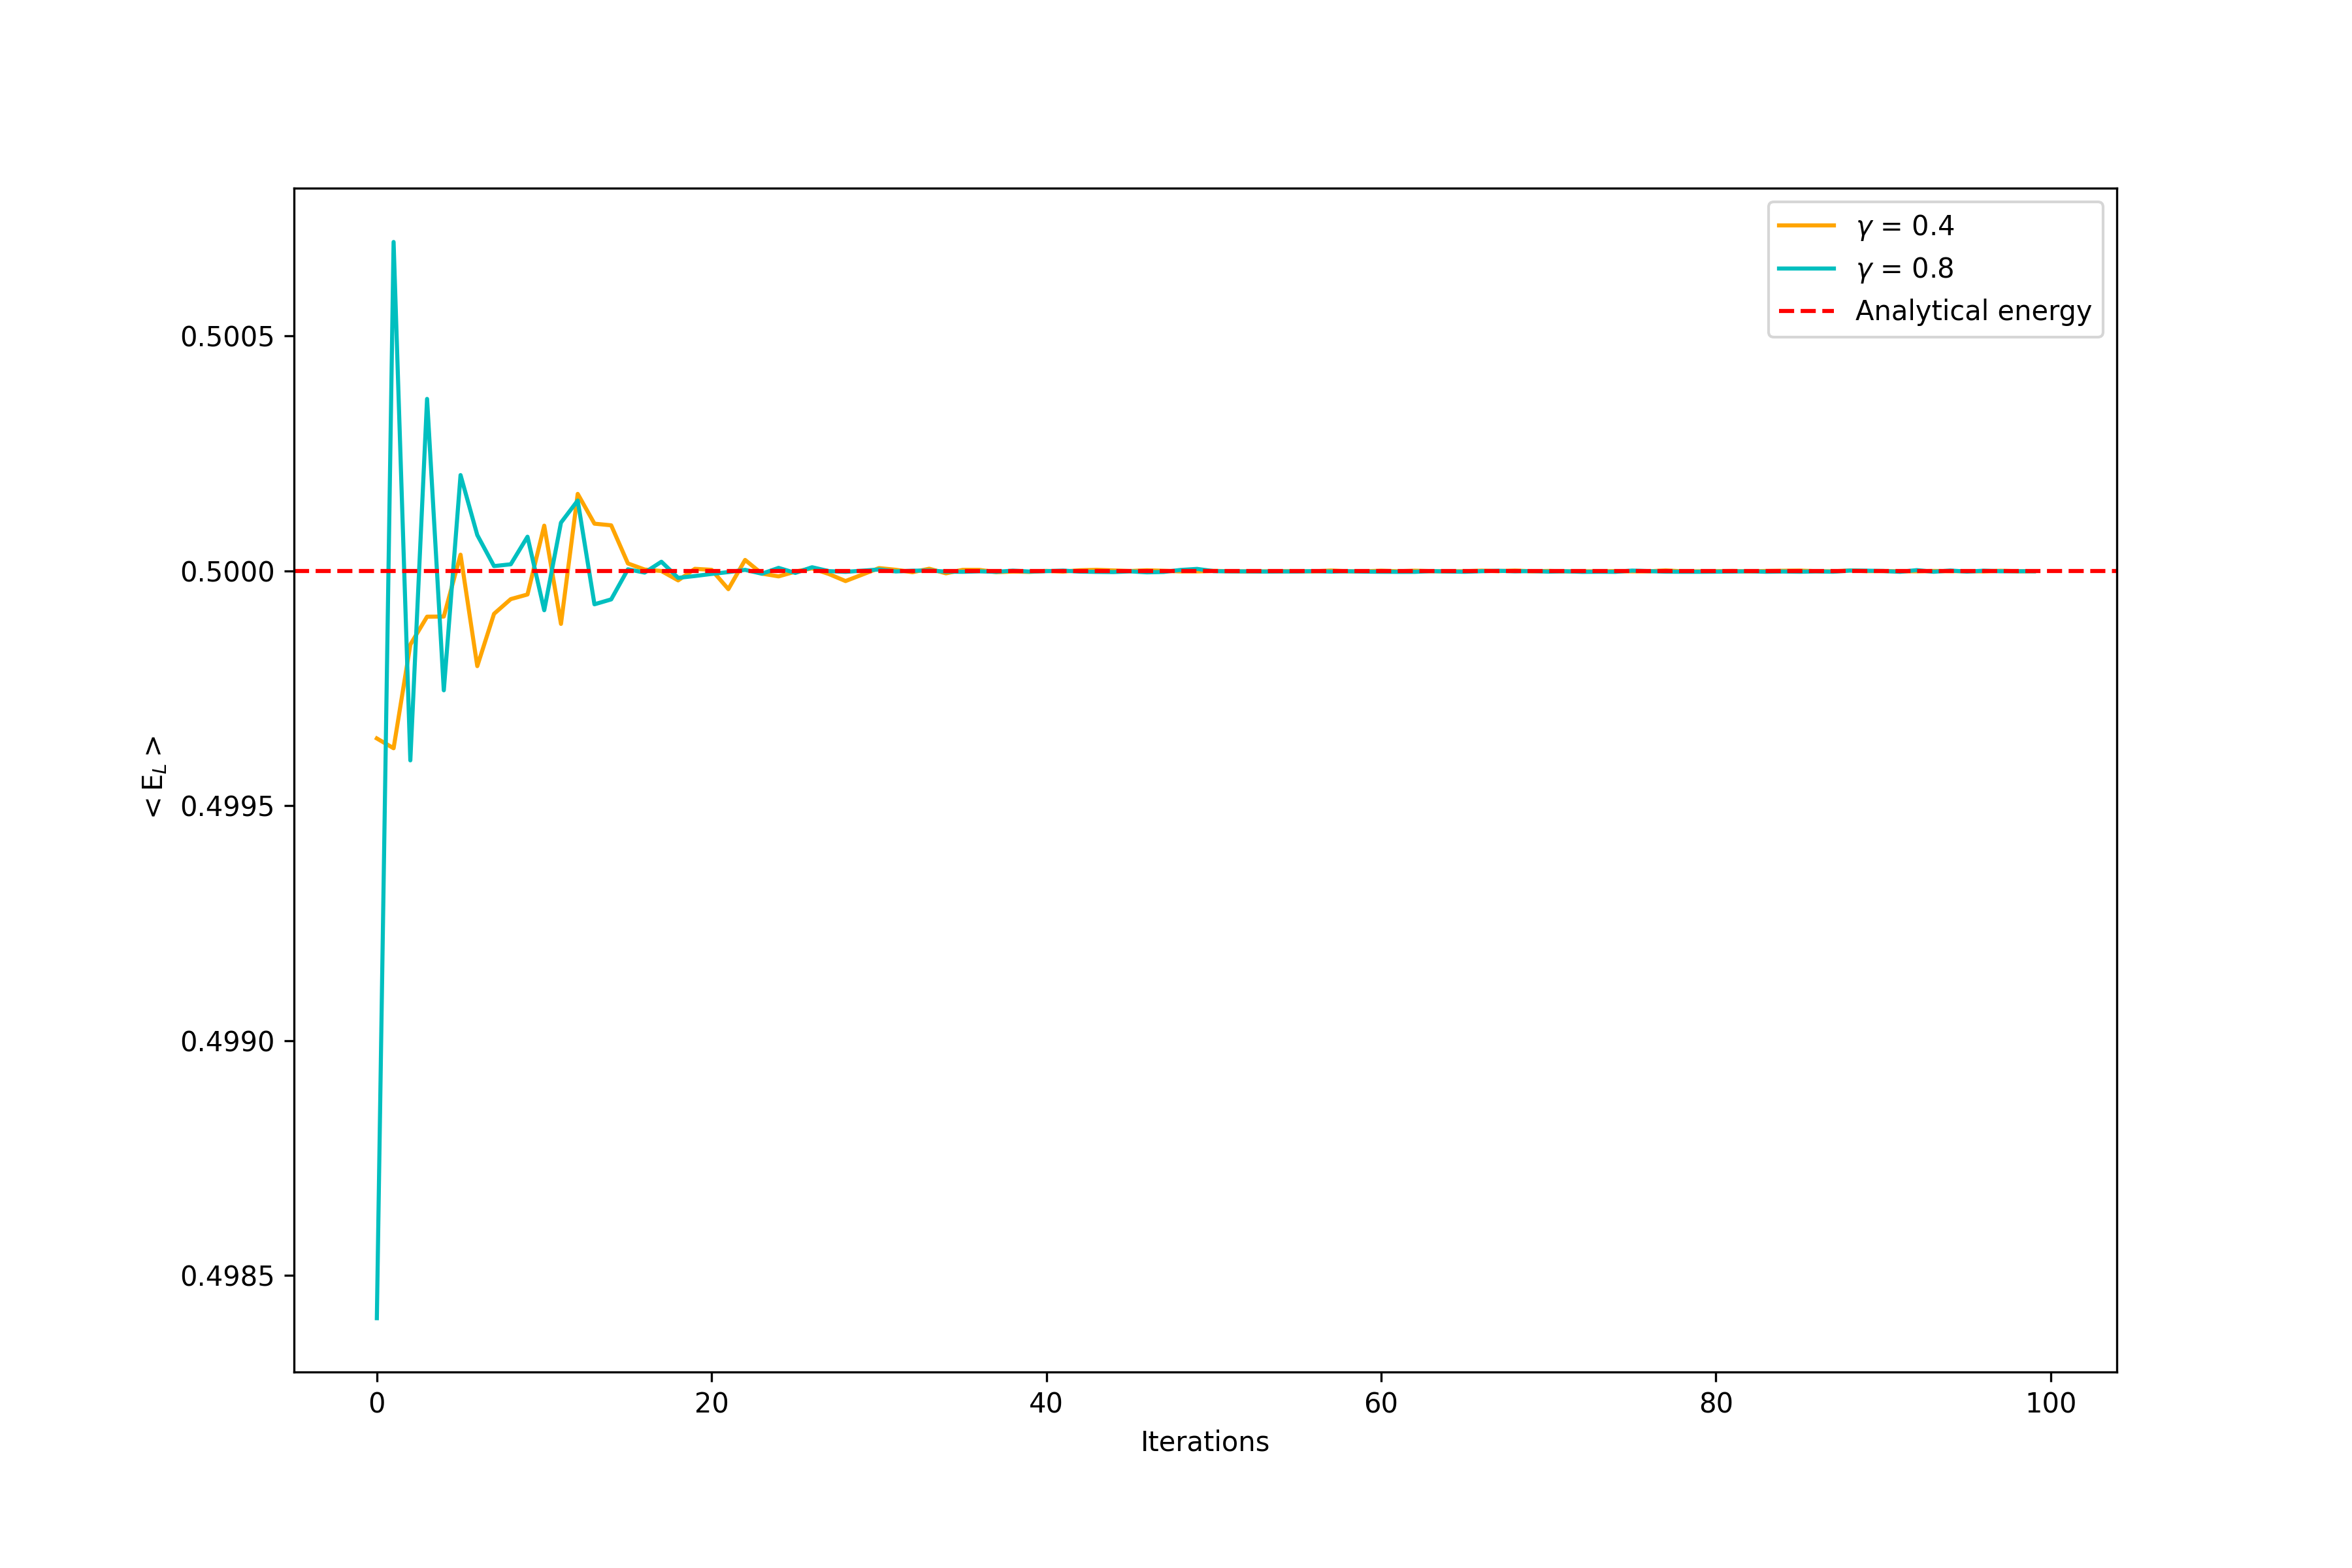 γ = 0.4
γ = 0.8
Analytical energy
0.5005
0.5000
0.4995
0.4990
0.4985
< E_L >
0 20 40 60 80 100
Iterations